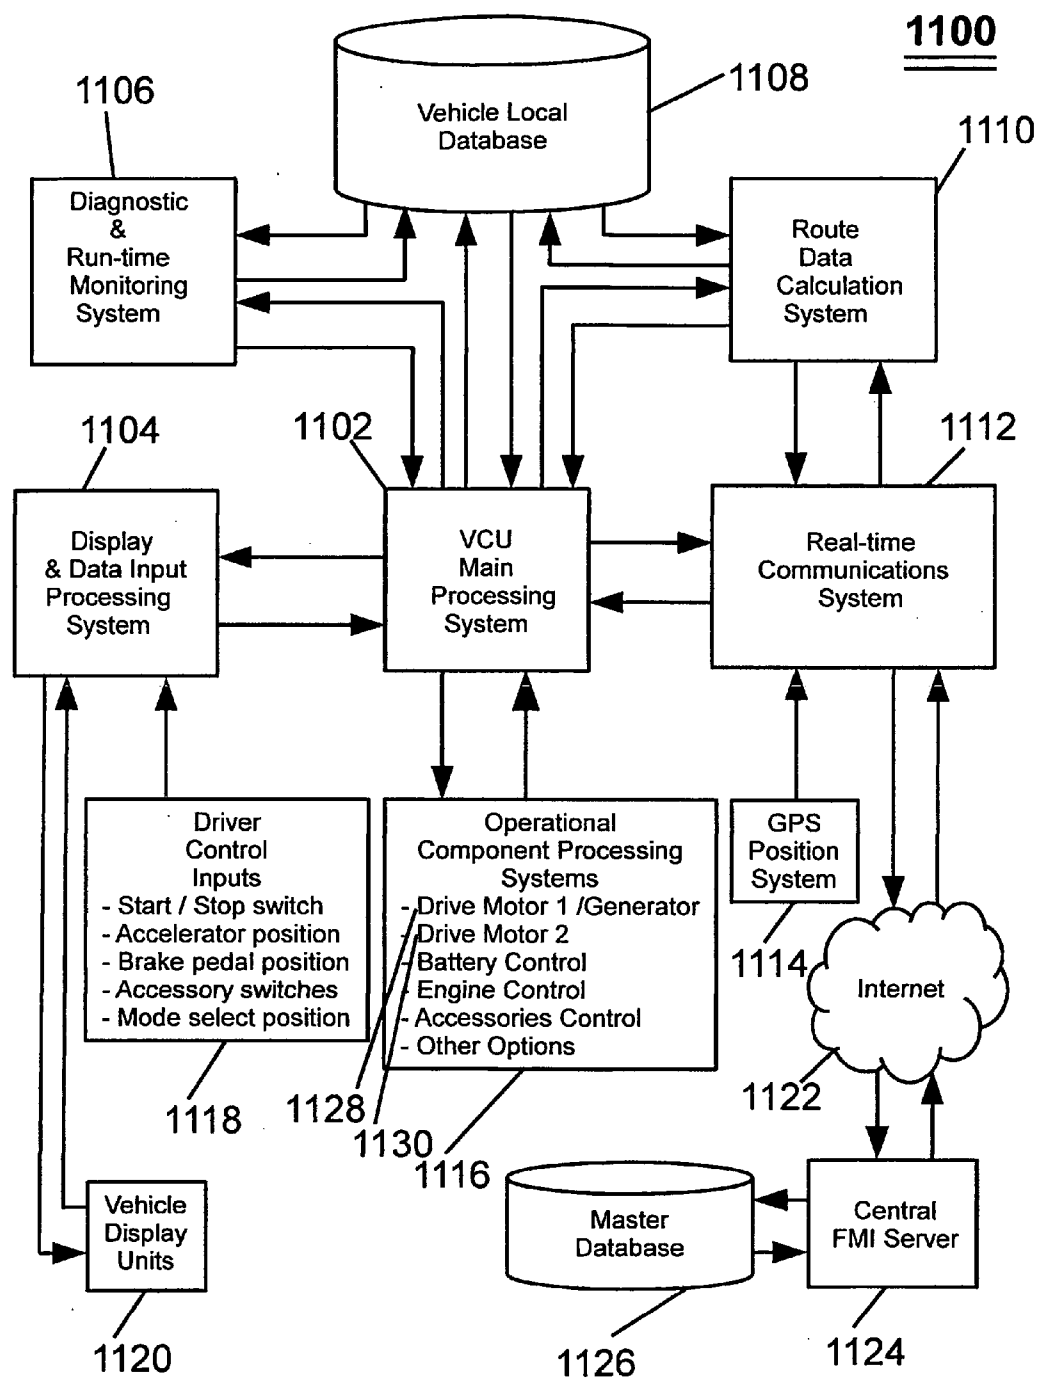 1100
1108
Vehicle Local
Database
1106
Diagnostic
&
Run-time
Monitoring
System
1110
Route
Data
Calculation
System
1104
Display
& Data Input
Processing
System
1102
VCU
Main
Processing
System
1112
Real-time
Communications
System
Driver
Control
Inputs
- Start / Stop switch
- Accelerator position
- Brake pedal position
- Accessory switches
- Mode select position
1118
Operational
Component Processing
Systems
- Drive Motor 1 /Generator
- Drive Motor 2
- Battery Control
- Engine Control
- Accessories Control
- Other Options
1128
1130
1116
GPS
Position
System
1114
Internet
1122
Vehicle
Display
Units
1120
Master
Database
1126
Central
FMI Server
1124